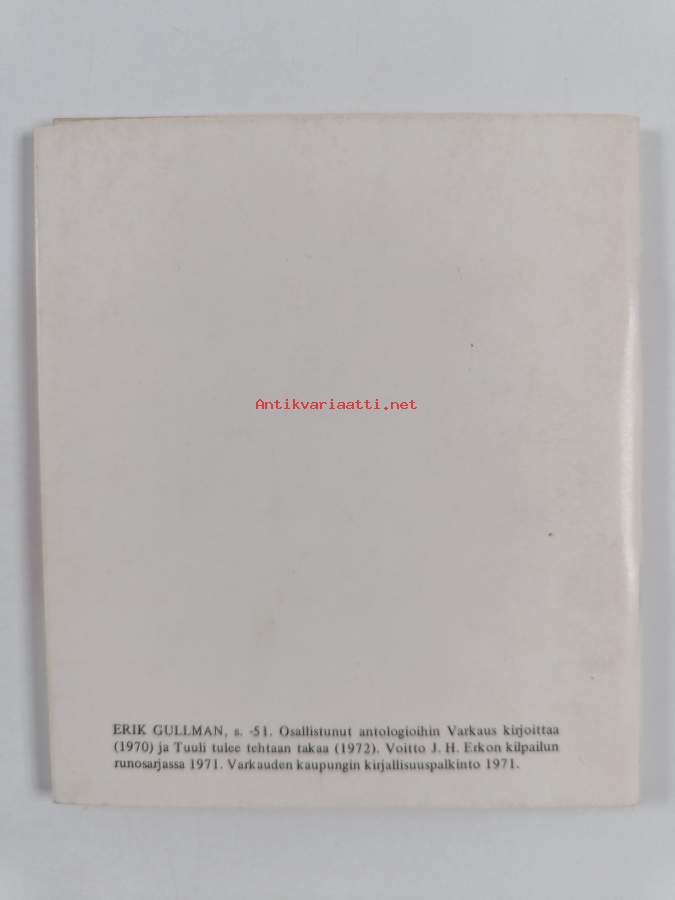 Antikvariaatti.net
ERIK GULLMAN, s. -51. Osallistunut antologioihin Varkaus kirjoittaa
(1970) ja Tuuli tulee tehtaan takaa (1972). Voitto J. H. Erkon kilpailun
runosarjassa 1971. Varkauden kaupungin kirjallisuuspalkinto 1971.